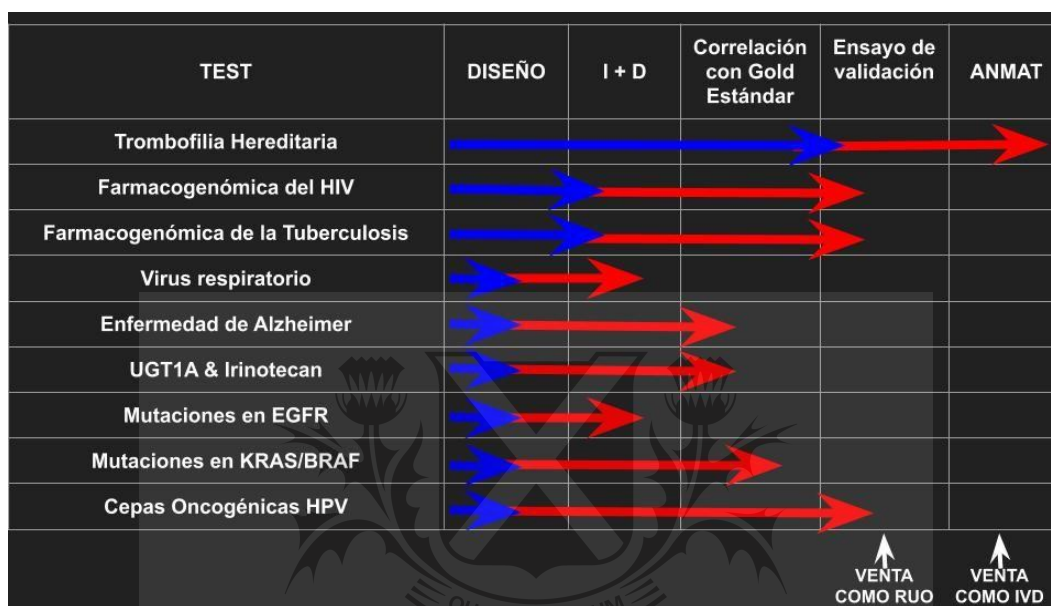 TEST
DISEÑO
I + D
Correlación
con Gold
Estándar
Ensayo de
validación
ANMAT
Trombofilia Hereditaria
Farmacogenómica del HIV
Farmacogenómica de la Tuberculosis
Virus respiratorio
Enfermedad de Alzheimer
UGT1A & Irinotecan
Mutaciones en EGFR
Mutaciones en KRAS/BRAF
Cepas Oncogénicas HPV
VENTA
COMO RUO
VENTA
COMO IVD